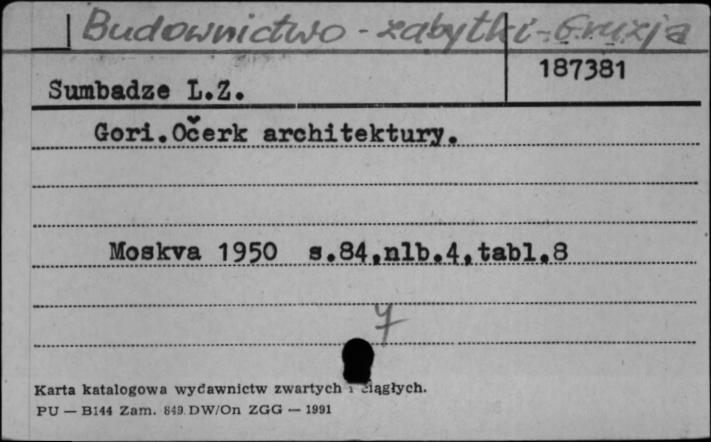 Budownictwo - zabytki - Gruzja
187381
Sumbadze L.Z.
Gori.Očerk architektury.
Moskva 1950 s.84,nlb.4,tabl.8
Karta katalogowa wydawnictw zwartych i ciągłych.
PU — B144 Zam. 849.DW/On ZGG — 1991